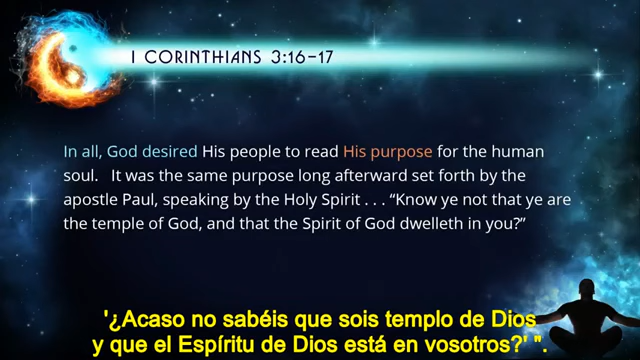 1 CORINTHIANS 3:16-17
In all, God desired His people to read His purpose for the human
soul. It was the same purpose long afterward set forth by the
apostle Paul, speaking by the Holy Spirit . . . “Know ye not that ye are
the temple of God, and that the Spirit of God dwelleth in you?”
'¿Acaso no sabéis que sois templo de Dios
y que el Espíritu de Dios está en vosotros?' "